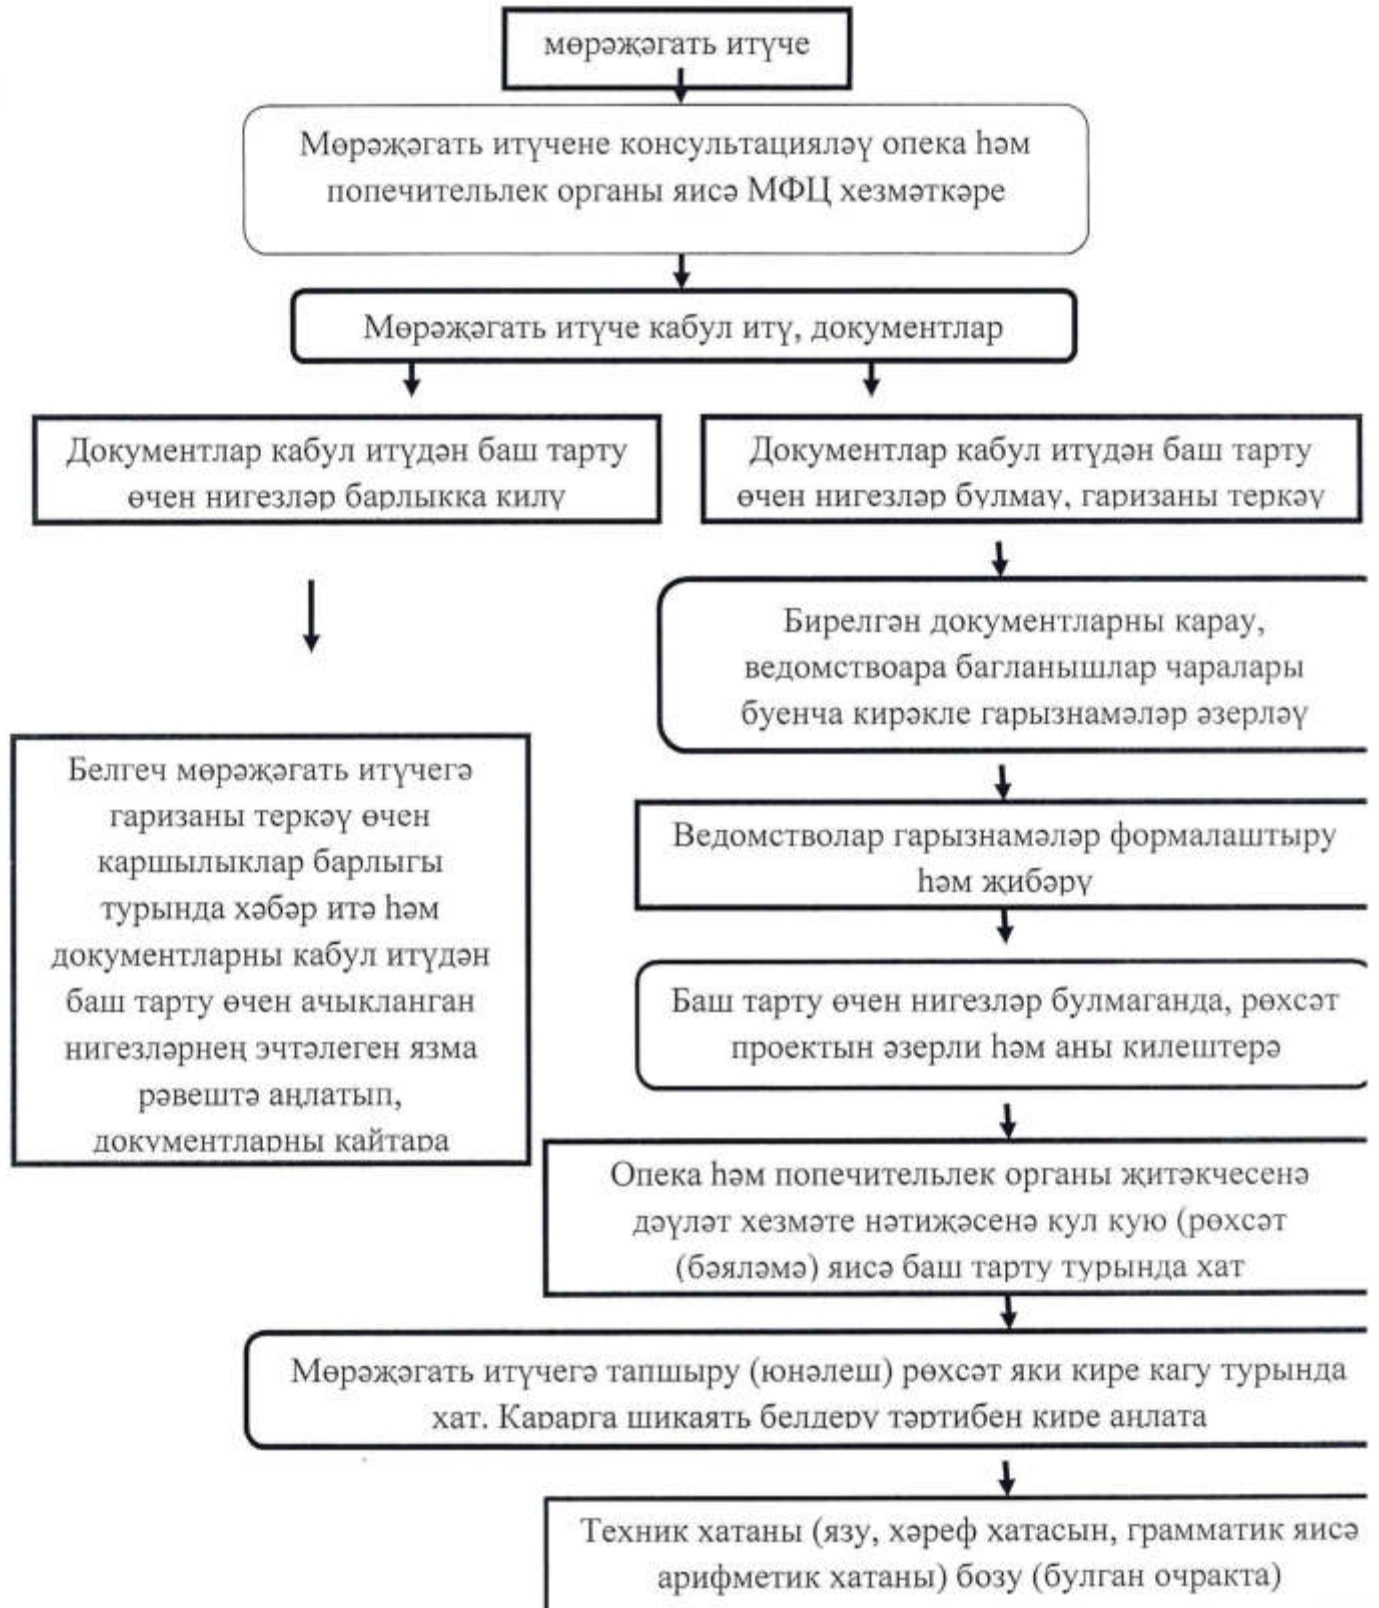 мөрәҗәгать итүче
Мөрәҗәгать итүчене консультацияләү опека һәм
попечительлек органы яисә МФЦ хезмәткәре
Мөрәҗәгать итүче кабул итү, документлар
Документлар кабул итүдән баш тарту
өчен нигезләр барлыкка килү
Документлар кабул итүдән баш тарту
өчен нигезләр булмау, гаризаны теркәү
Белгеч мөрәҗәгать итүчегә
гаризаны теркәү өчен
каршылыклар барлыгы
турында хәбәр итә һәм
документларны кабул итүдән
баш тарту өчен ачыкланган
нигезләрнең эчтәлеген язма
рәвештә аңлатып,
документларны кайтара
Бирелгән документларны карау,
ведомствоара багланышлар чаралары
буенча кирәкле гарызнамәләр әзерләү
Ведомстволар гарызнамәләр формалаштыру
һәм җибәрү
Баш тарту өчен нигезләр булмаганда, рөхсәт
проектын әзерли һәм аны килештерә
Опека һәм попечительлек органы җитәкчесенә
дәүләт хезмәте нәтиҗәсенә кул кую (рөхсәт
(бәяләмә) яисә баш тарту турында хат
Мөрәҗәгать итүчегә тапшыру (юнәлеш) рөхсәт яки кире кагу турында
хат. Карарга шикаять белдерү тәртибен кире аңлата
Техник хатаны (язу, хәреф хатасын, грамматик яисә
арифметик хатаны) бозу (булган очракта)